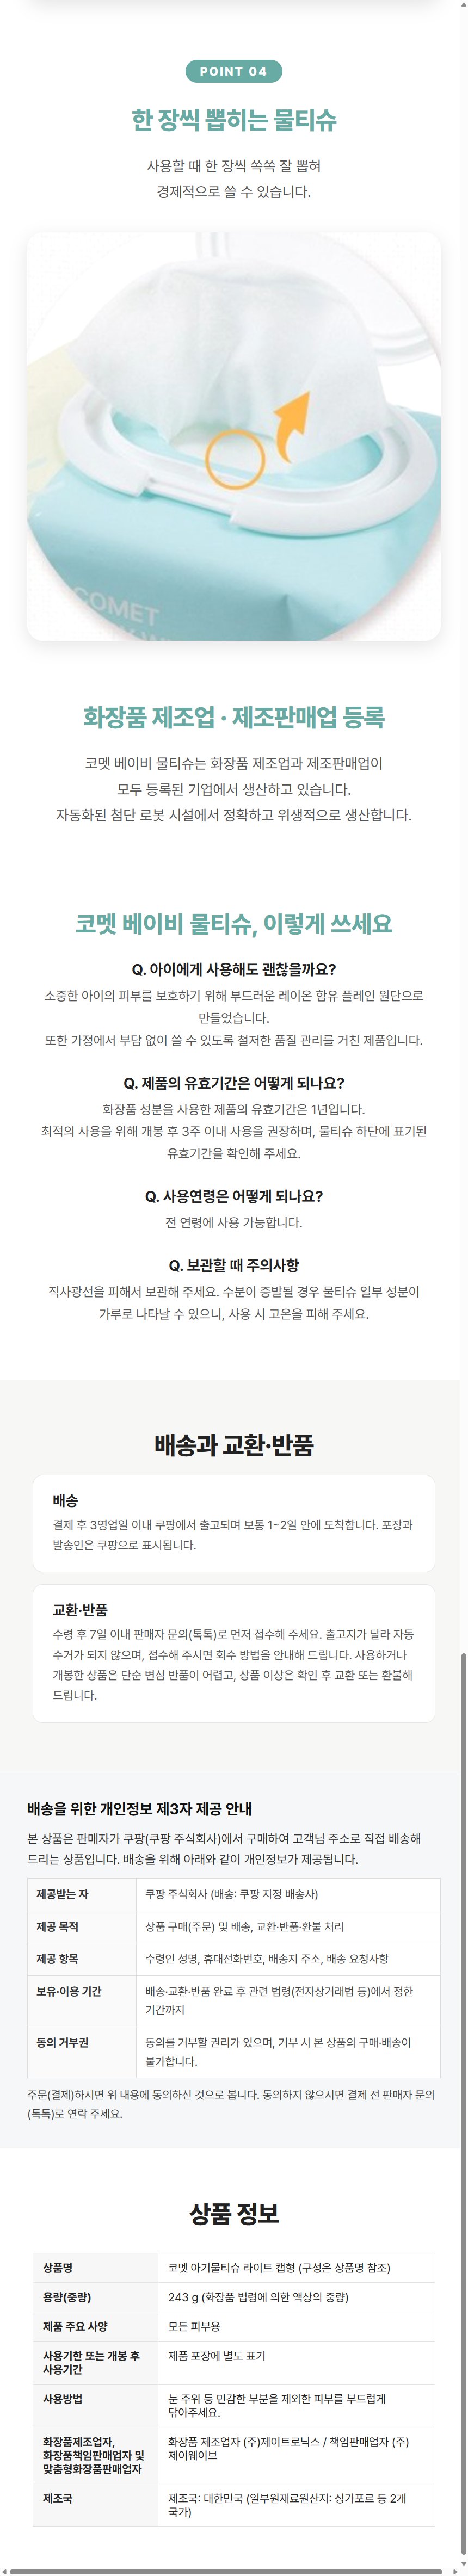 POINT 04
한 장씩 뽑히는 물티슈
사용할 때 한 장씩 쏙쏙 잘 뽑혀
경제적으로 쓸 수 있습니다.
COMET
화장품 제조업 · 제조판매업 등록
코멧 베이비 물티슈는 화장품 제조업과 제조판매업이
모두 등록된 기업에서 생산하고 있습니다.
자동화된 첨단 로봇 시설에서 정확하고 위생적으로 생산합니다.
코멧 베이비 물티슈, 이렇게 쓰세요
Q. 아이에게 사용해도 괜찮을까요?
소중한 아이의 피부를 보호하기 위해 부드러운 레이온 함유 플레인 원단으로
만들었습니다.
또한 가정에서 부담 없이 쓸 수 있도록 철저한 품질 관리를 거친 제품입니다.
Q. 제품의 유효기간은 어떻게 되나요?
화장품 성분을 사용한 제품의 유효기간은 1년입니다.
최적의 사용을 위해 개봉 후 3주 이내 사용을 권장하며, 물티슈 하단에 표기된
유효기간을 확인해 주세요.
Q. 사용연령은 어떻게 되나요?
전 연령에 사용 가능합니다.
Q. 보관할 때 주의사항
직사광선을 피해서 보관해 주세요. 수분이 증발될 경우 물티슈 일부 성분이
가루로 나타날 수 있으니, 사용 시 고온을 피해 주세요.
배송과 교환·반품
배송
결제 후 3영업일 이내 쿠팡에서 출고되며 보통 1~2일 안에 도착합니다. 포장과
발송인은 쿠팡으로 표시됩니다.
교환·반품
수령 후 7일 이내 판매자 문의(톡톡)로 먼저 접수해 주세요. 출고지가 달라 자동
수거가 되지 않으며, 접수해 주시면 회수 방법을 안내해 드립니다. 사용하거나
개봉한 상품은 단순 변심 반품이 어렵고, 상품 이상은 확인 후 교환 또는 환불해
드립니다.
배송을 위한 개인정보 제3자 제공 안내
본 상품은 판매자가 쿠팡(쿠팡 주식회사)에서 구매하여 고객님 주소로 직접 배송해
드리는 상품입니다. 배송을 위해 아래와 같이 개인정보가 제공됩니다.
제공받는 자 쿠팡 주식회사 (배송: 쿠팡 지정 배송사)
제공 목적 상품 구매(주문) 및 배송, 교환·반품·환불 처리
제공 항목 수령인 성명, 휴대전화번호, 배송지 주소, 배송 요청사항
보유·이용 기간 배송·교환·반품 완료 후 관련 법령(전자상거래법 등)에서 정한
기간까지
동의 거부권 동의를 거부할 권리가 있으며, 거부 시 본 상품의 구매·배송이
불가합니다.
주문(결제)하시면 위 내용에 동의하신 것으로 봅니다. 동의하지 않으시면 결제 전 판매자 문의
(톡톡)로 연락 주세요.
상품 정보
상품명 코멧 아기물티슈 라이트 캡형 (구성은 상품명 참조)
용량(중량) 243 g (화장품 법령에 의한 액상의 중량)
제품 주요 사양 모든 피부용
사용기한 또는 개봉 후 제품 포장에 별도 표기
사용기간
사용방법 눈 주위 등 민감한 부분을 제외한 피부를 부드럽게
닦아주세요.
화장품제조업자, 화장품 제조업자 (주)제이트로닉스 / 책임판매업자 (주)
화장품책임판매업자 및 제이웨이브
맞춤형화장품판매업자
제조국 제조국: 대한민국 (일부원재료원산지: 싱가포르 등 2개
국가)